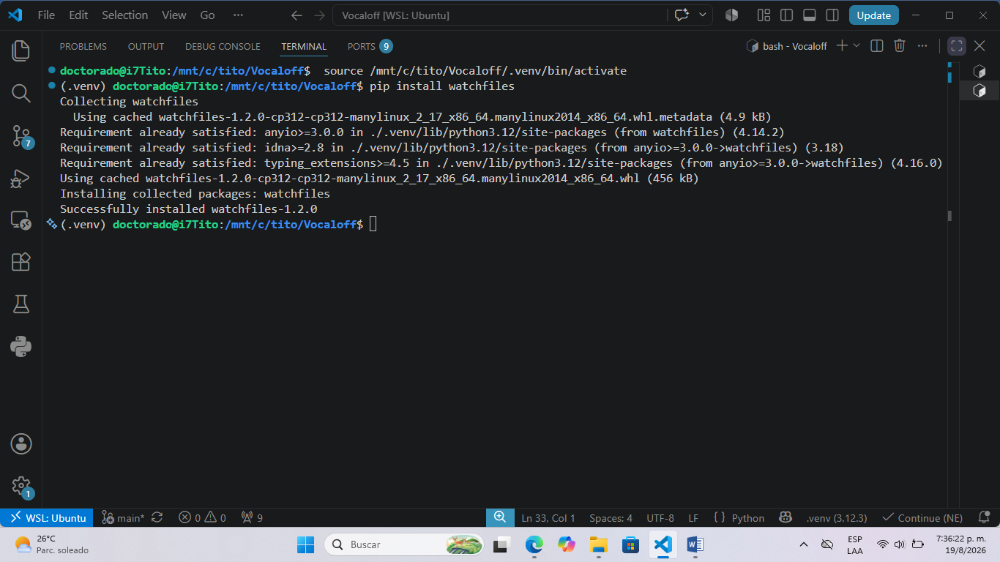 File Edit Selection View Go ···
Vocaloff [WSL: Ubuntu]
Update
PROBLEMS OUTPUT DEBUG CONSOLE TERMINAL PORTS 9
bash - Vocaloff
doctorado@i7Tito:/mnt/c/tito/Vocaloff$  source /mnt/c/tito/Vocaloff/.venv/bin/activate
(.venv) doctorado@i7Tito:/mnt/c/tito/Vocaloff$ pip install watchfiles
Collecting watchfiles
  Using cached watchfiles-1.2.0-cp312-cp312-manylinux_2_17_x86_64.manylinux2014_x86_64.whl.metadata (4.9 kB)
Requirement already satisfied: anyio>=3.0.0 in ./.venv/lib/python3.12/site-packages (from watchfiles) (4.14.2)
Requirement already satisfied: idna>=2.8 in ./.venv/lib/python3.12/site-packages (from anyio>=3.0.0->watchfiles) (3.18)
Requirement already satisfied: typing_extensions>=4.5 in ./.venv/lib/python3.12/site-packages (from anyio>=3.0.0->watchfiles) (4.16.0)
Using cached watchfiles-1.2.0-cp312-cp312-manylinux_2_17_x86_64.manylinux2014_x86_64.whl (456 kB)
Installing collected packages: watchfiles
Successfully installed watchfiles-1.2.0
(.venv) doctorado@i7Tito:/mnt/c/tito/Vocaloff$
7
1
WSL: Ubuntu main* 0 0 9 Ln 33, Col 1 Spaces: 4 UTF-8 LF { } Python .venv (3.12.3) Continue (NE)
26°C
Parc. soleado
Buscar
ESP
LAA
7:36:22 p. m.
19/8/2026